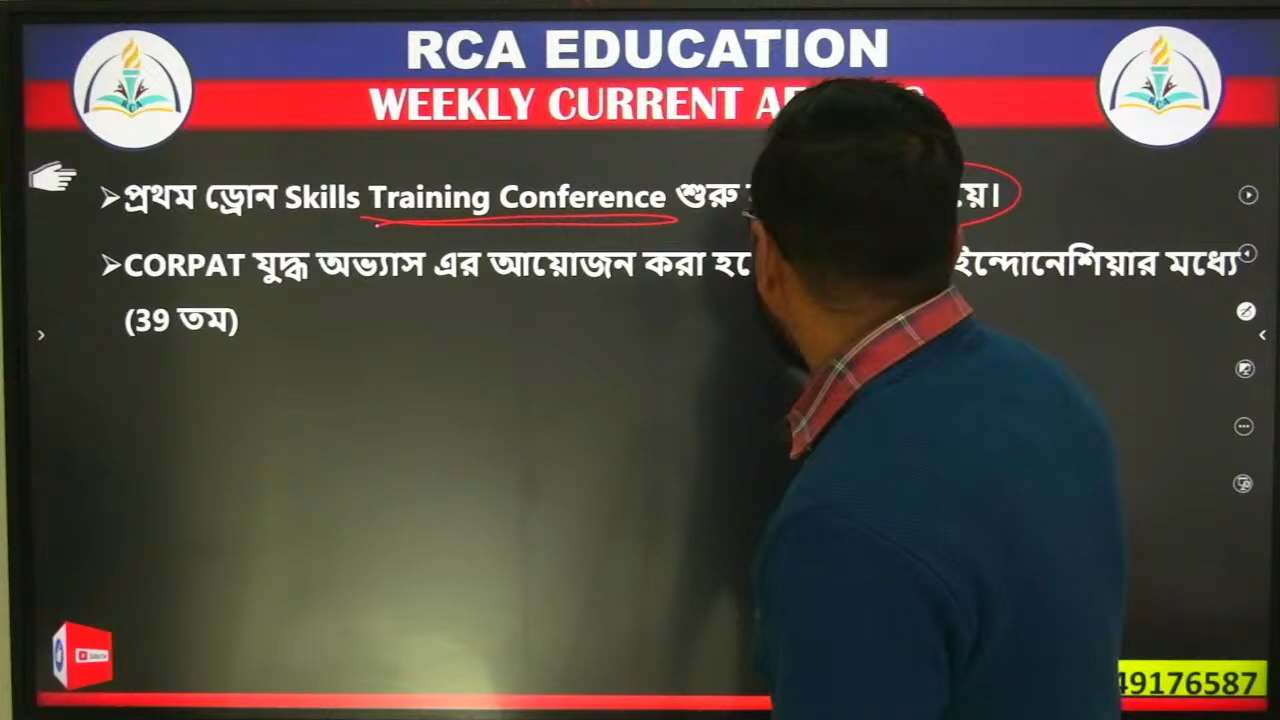 RCA EDUCATION
WEEKLY CURRENT
➢প্রথম ড্রোন Skills Training Conference শুরু
➢CORPAT যুদ্ধ অভ্যাস এর আয়োজন করা ইন্দোনেশিয়ার মধ্যে
(39 তম)
Subscribe
49176587